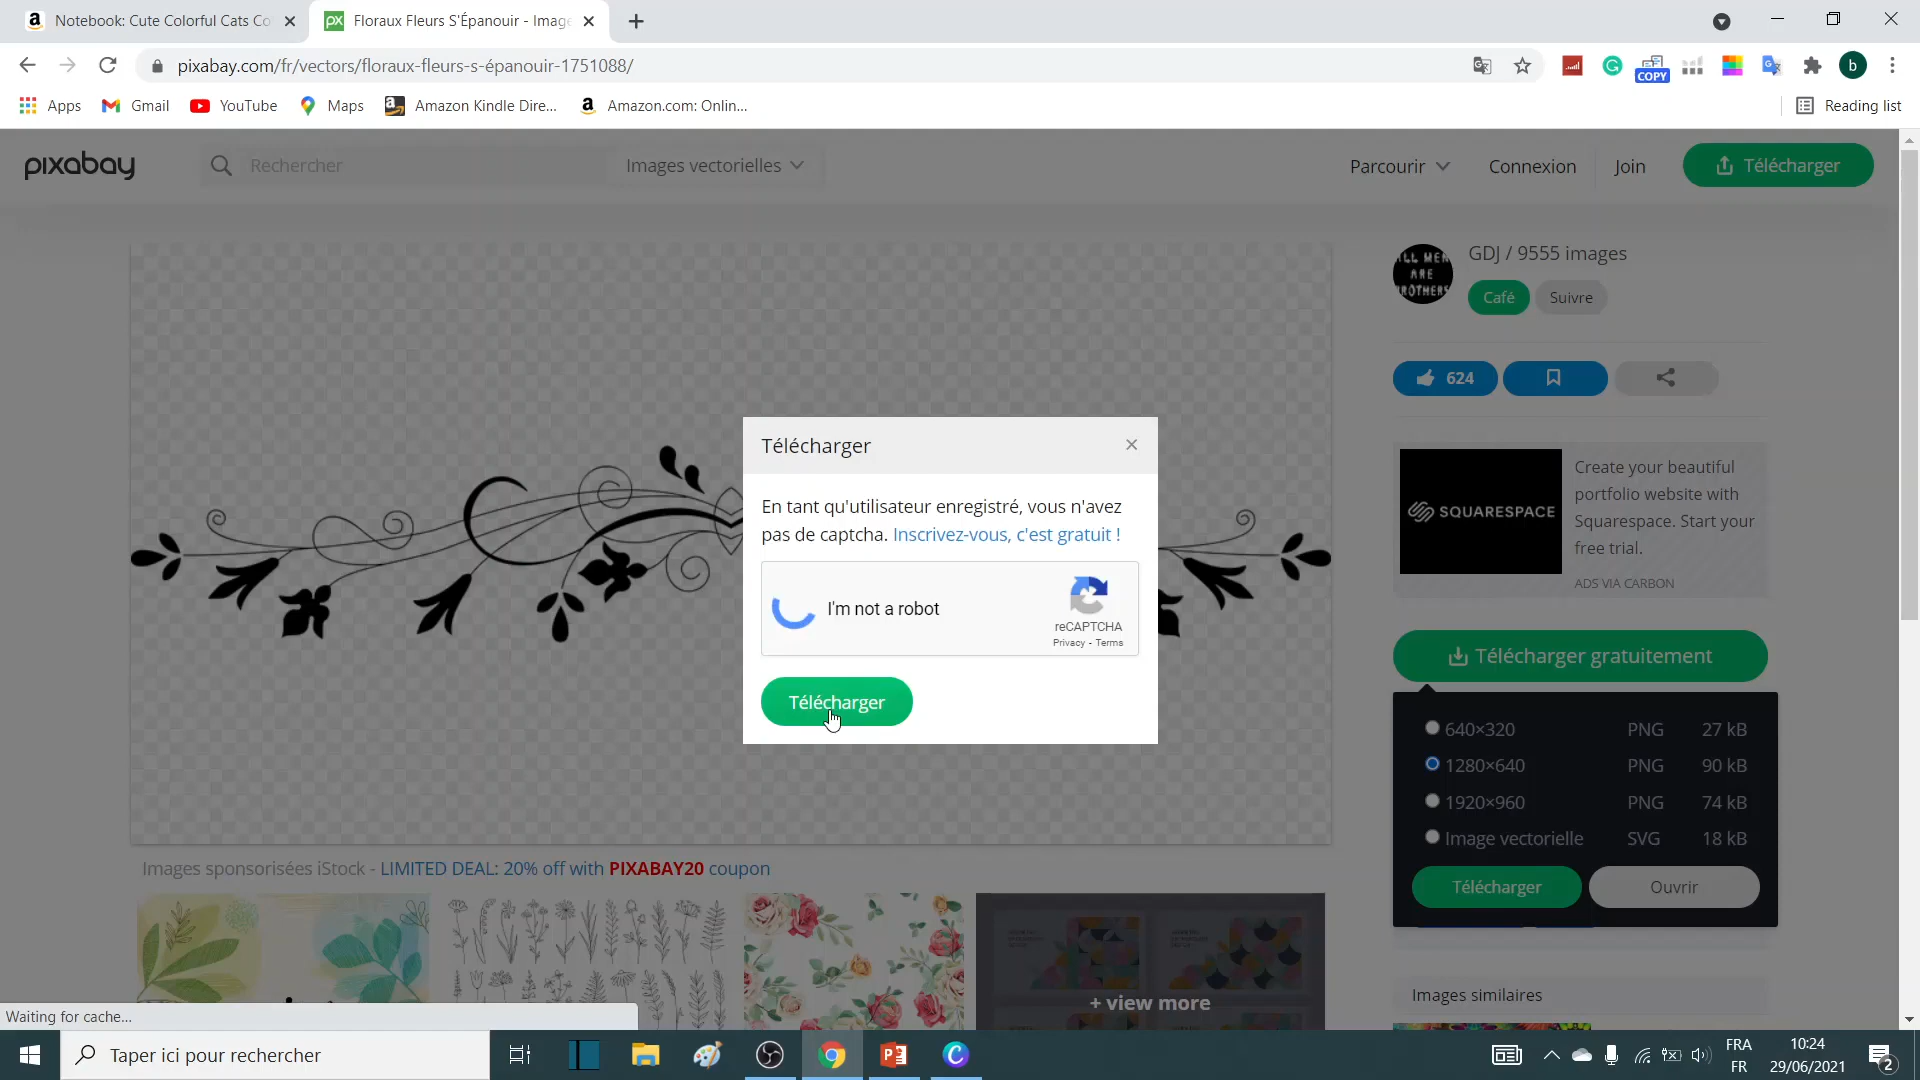 Notebook: Cute Colorful Cats Co
Floraux Fleurs S'Épanouir - Image
pixabay.com/fr/vectors/floraux-fleurs-s-épanouir-1751088/
COPY
b
Apps
Gmail
YouTube
Maps
Amazon Kindle Dire...
Amazon.com: Onlin...
Reading list
pixabay
Rechercher
Images vectorielles
Parcourir
Connexion
Join
Télécharger
ALL MEN
ARE
BROTHERS
GDJ / 9555 images
Café
Suivre
624
SQUARESPACE
Create your beautiful
portfolio website with
Squarespace. Start your
free trial.
ADS VIA CARBON
Télécharger
En tant qu'utilisateur enregistré, vous n'avez
pas de captcha. Inscrivez-vous, c'est gratuit !
I'm not a robot
reCAPTCHA
Privacy - Terms
Télécharger
Télécharger gratuitement
640×320 PNG 27 kB
1280×640 PNG 90 kB
1920×960 PNG 74 kB
Image vectorielle SVG 18 kB
Télécharger
Ouvrir
Images sponsorisées iStock - LIMITED DEAL: 20% off with PIXABAY20 coupon
+ view more
Images similaires
Waiting for cache...
Taper ici pour rechercher
FRA
FR
10:24
29/06/2021
2